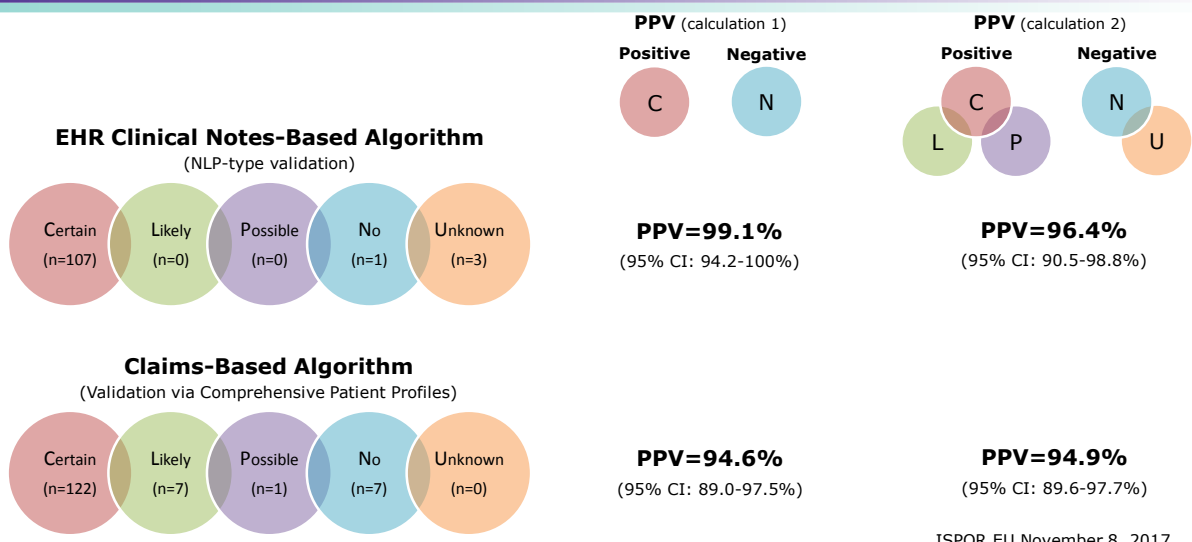 PPV (calculation 1)
PPV (calculation 2)
Positive Negative
Positive Negative
C N
C N
L P U
EHR Clinical Notes-Based Algorithm
(NLP-type validation)
Certain Likely Possible No Unknown
(n=107) (n=0) (n=0) (n=1) (n=3)
PPV=99.1%
(95% CI: 94.2-100%)
PPV=96.4%
(95% CI: 90.5-98.8%)
Claims-Based Algorithm
(Validation via Comprehensive Patient Profiles)
Certain Likely Possible No Unknown
(n=122) (n=7) (n=1) (n=7) (n=0)
PPV=94.6%
(95% CI: 89.0-97.5%)
PPV=94.9%
(95% CI: 89.6-97.7%)
ISPOR EU November 8, 2017